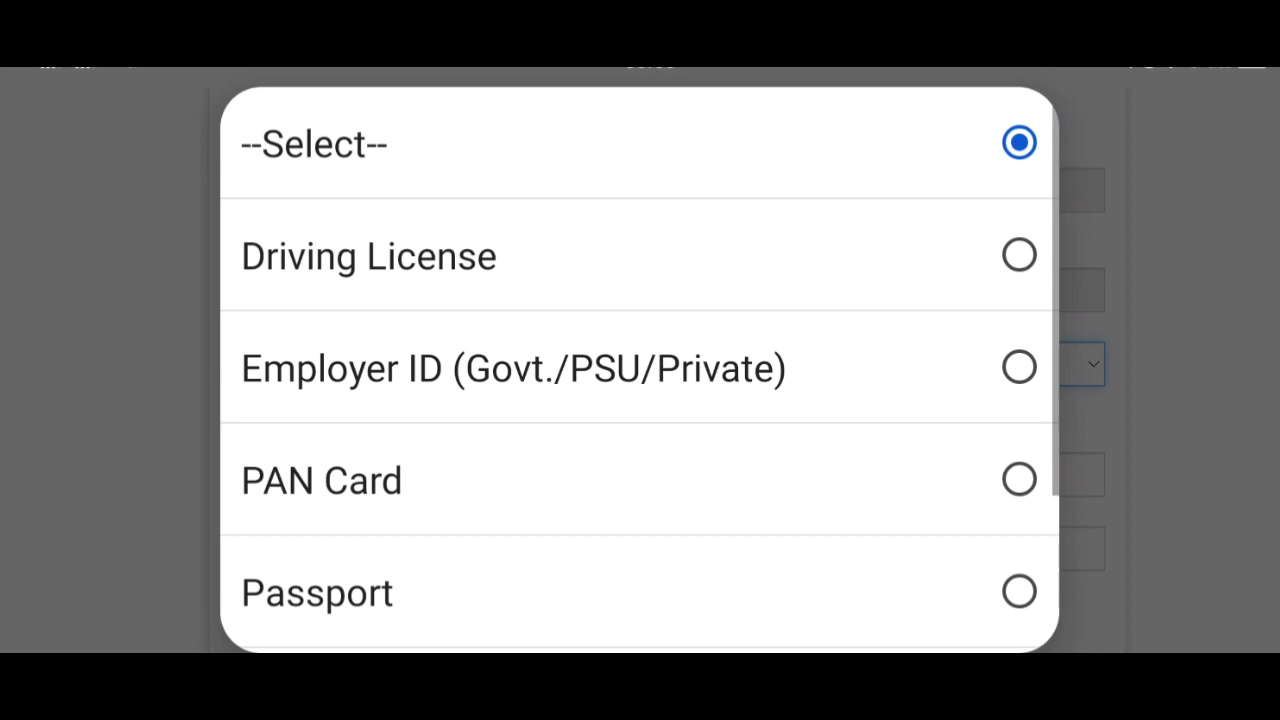 --Select--
Driving License
Employer ID (Govt./PSU/Private)
PAN Card
Passport